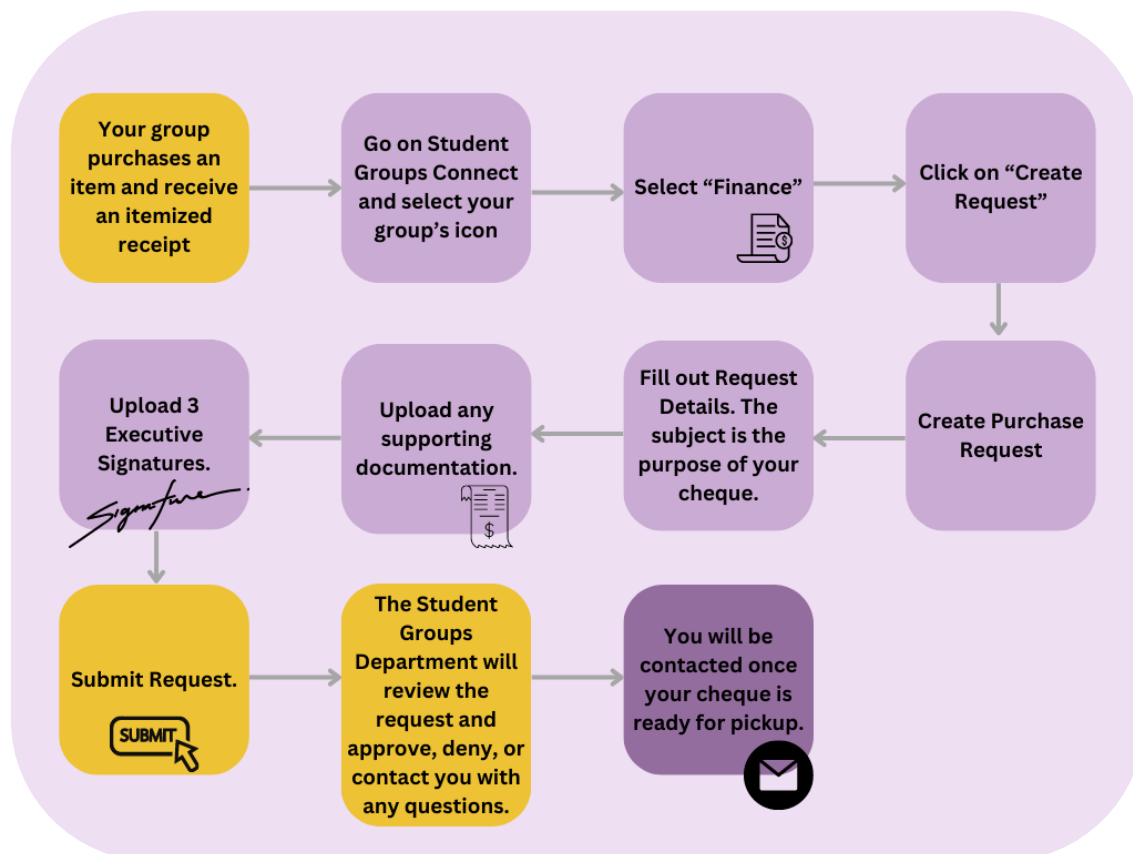 Your group
purchases an
item and receive
an itemized
receipt
Go on Student
Groups Connect
and select your
group's icon
Select “Finance”
$
Click on “Create
Request”
Create Purchase
Request
Fill out Request
Details. The
subject is the
purpose of your
cheque.
Upload any
supporting
documentation.
$
Upload 3
Executive
Signatures.
Signature
Submit Request.
SUBMIT
The Student
Groups
Department will
review the
request and
approve, deny, or
contact you with
any questions.
You will be
contacted once
your cheque is
ready for pickup.